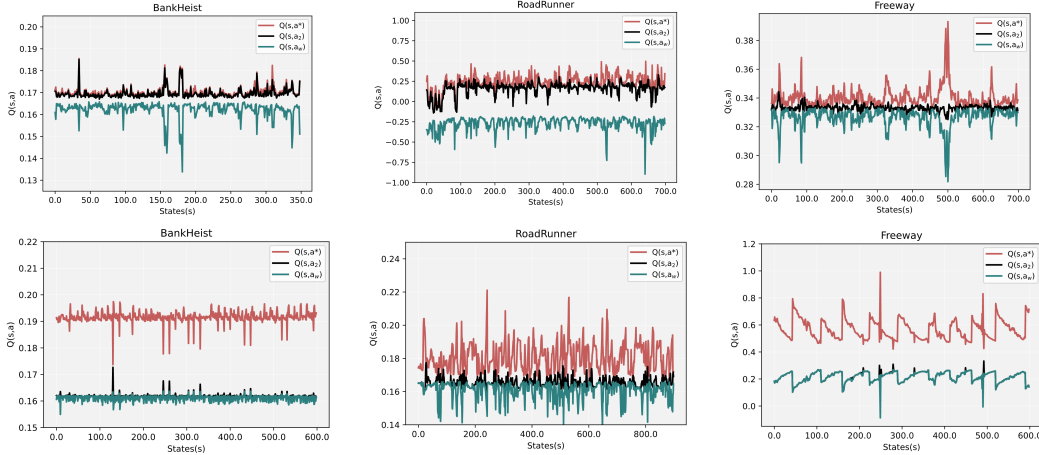 BankHeist
0.20
0.19
0.18
0.17
0.16
0.15
0.14
0.13
Q(s,a)
Q(s,a*)
Q(s,a₂)
Q(s,a_w)
0.0 50.0 100.0 150.0 200.0 250.0 300.0 350.0
States(s)
RoadRunner
1.00
0.75
0.50
0.25
0.00
−0.25
−0.50
−0.75
−1.00
Q(s,a)
Q(s,a*)
Q(s,a₂)
Q(s,a_w)
0.0 100.0 200.0 300.0 400.0 500.0 600.0 700.0
States(s)
Freeway
0.38
0.36
0.34
0.32
0.30
0.28
Q(s,a)
Q(s,a*)
Q(s,a₂)
Q(s,a_w)
0.0 100.0 200.0 300.0 400.0 500.0 600.0 700.0
States(s)
BankHeist
0.22
0.21
0.20
0.19
0.18
0.17
0.16
0.15
Q(s,a)
Q(s,a*)
Q(s,a₂)
Q(s,a_w)
0.0 100.0 200.0 300.0 400.0 500.0 600.0
States(s)
RoadRunner
0.24
0.22
0.20
0.18
0.16
0.14
Q(s,a)
Q(s,a*)
Q(s,a₂)
Q(s,a_w)
0.0 200.0 400.0 600.0 800.0
States(s)
Freeway
1.2
1.0
0.8
0.6
0.4
0.2
0.0
Q(s,a)
Q(s,a*)
Q(s,a₂)
Q(s,a_w)
0.0 100.0 200.0 300.0 400.0 500.0 600.0
States(s)